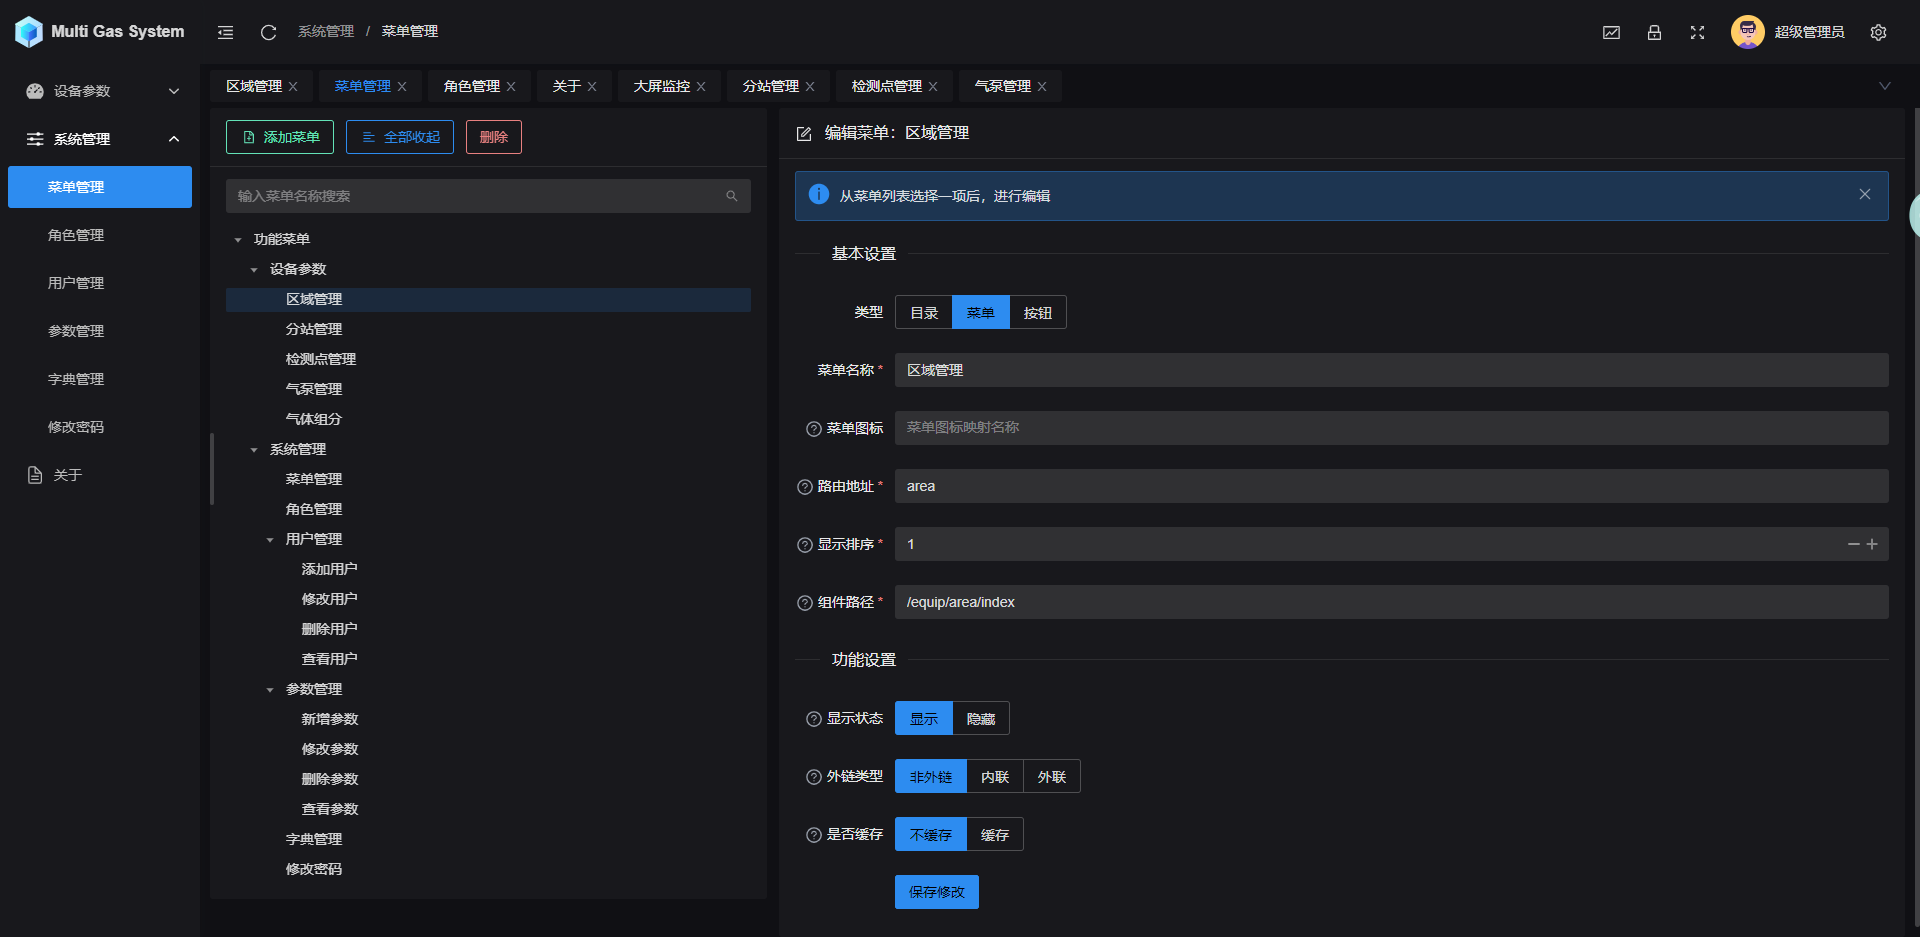 Multi Gas System
系统管理 / 菜单管理
超级管理员
设备参数
系统管理
菜单管理
角色管理
用户管理
参数管理
字典管理
修改密码
关于
区域管理
菜单管理
角色管理
关于
大屏监控
分站管理
检测点管理
气泵管理
添加菜单
全部收起
删除
输入菜单名称搜索
功能菜单
设备参数
区域管理
分站管理
检测点管理
气泵管理
气体组分
系统管理
菜单管理
角色管理
用户管理
添加用户
修改用户
删除用户
查看用户
参数管理
新增参数
修改参数
删除参数
查看参数
字典管理
修改密码
编辑菜单：区域管理
从菜单列表选择一项后，进行编辑
基本设置
类型 目录 菜单 按钮
菜单名称 * 区域管理
菜单图标 菜单图标映射名称
路由地址 * area
显示排序 * 1
组件路径 * /equip/area/index
功能设置
显示状态 显示 隐藏
外链类型 非外链 内联 外联
是否缓存 不缓存 缓存
保存修改